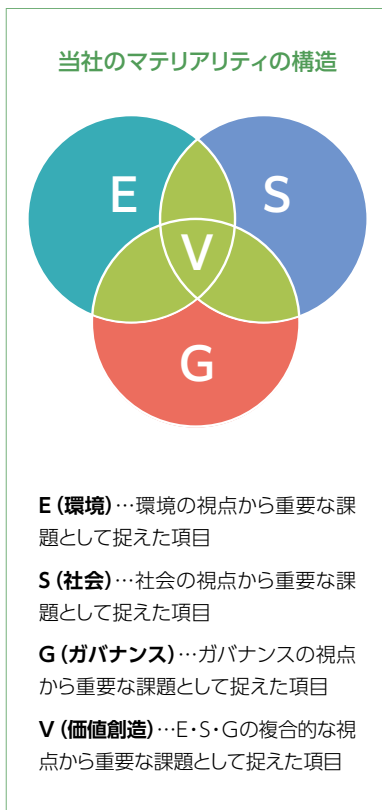 当社のマテリアリティの構造
E
S
V
G
E（環境）…環境の視点から重要な課
題として捉えた項目
S（社会）…社会の視点から重要な課
題として捉えた項目
G（ガバナンス）…ガバナンスの視点
から重要な課題として捉えた項目
V（価値創造）…E・S・Gの複合的な視
点から重要な課題として捉えた項目